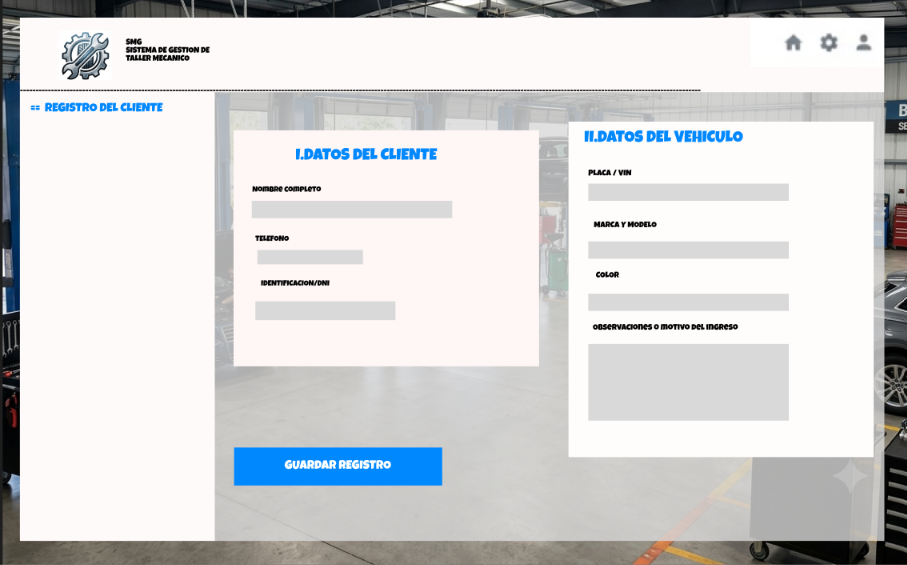 SMG
SISTEMA DE GESTION DE
TALLER MECANICO
== REGISTRO DEL CLIENTE
I.DATOS DEL CLIENTE
Nombre completo
TELEFONO
IDENTIFICACION/DNI
GUARDAR REGISTRO
II.DATOS DEL VEHICULO
PLACA / VIN
MARCA Y MODELO
COLOR
Observaciones o motivo del ingreso